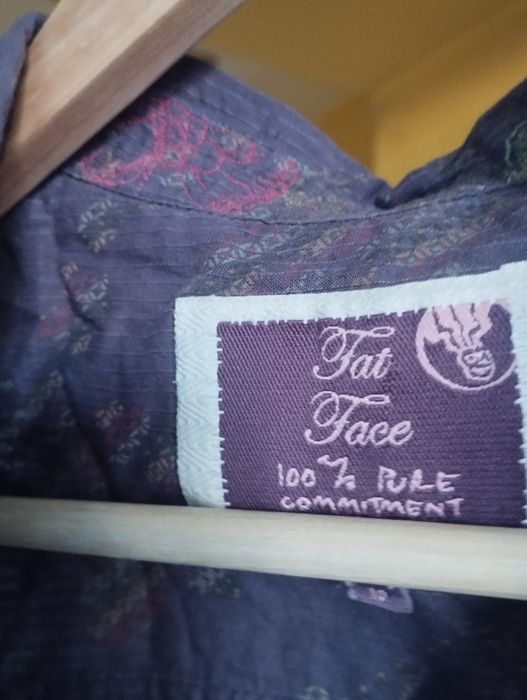 Fat
Face
100% PURE
COMMITMENT